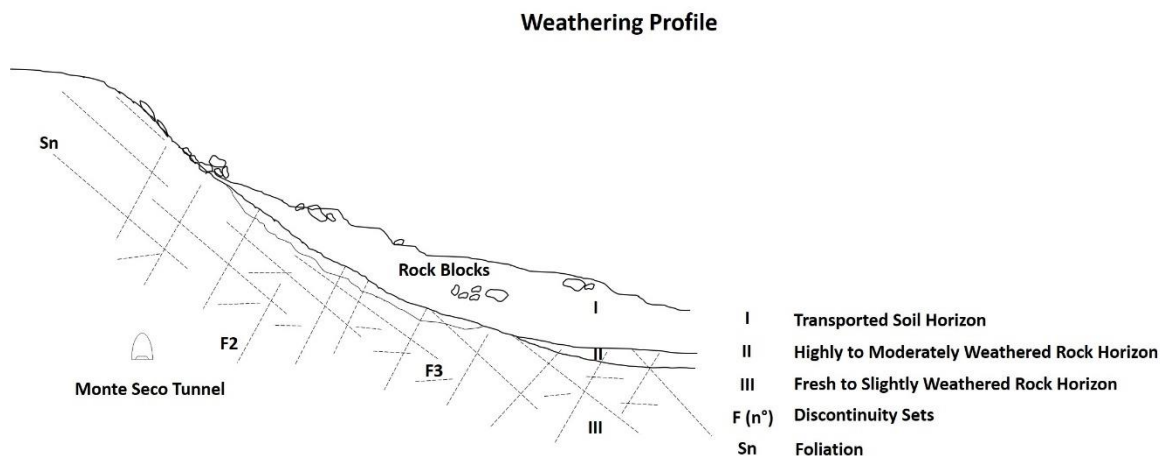 Weathering Profile
Sn
Rock Blocks
I
II
F2
F3
Monte Seco Tunnel
III
I Transported Soil Horizon
II Highly to Moderately Weathered Rock Horizon
III Fresh to Slightly Weathered Rock Horizon
F (n°) Discontinuity Sets
Sn Foliation